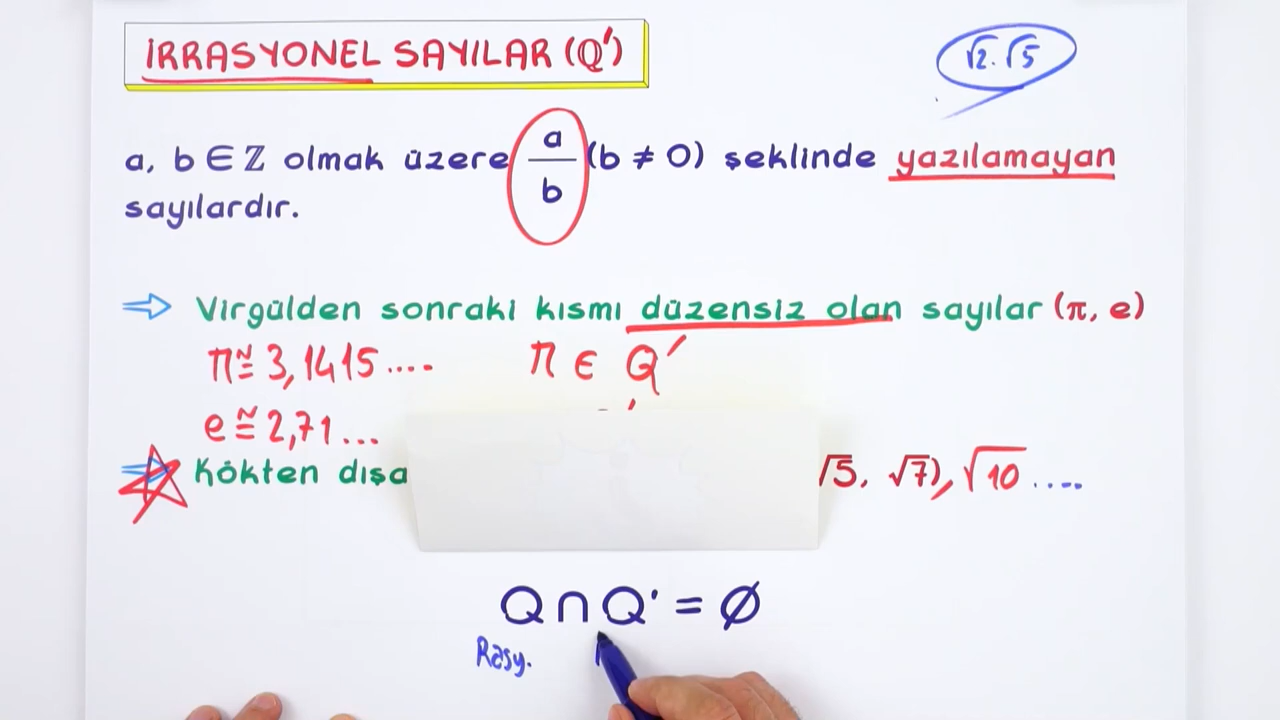 İRRASYONEL SAYILAR (Q′)
√2.√5
a, b ∈ ℤ olmak üzere a/b (b ≠ 0) şeklinde yazılamayan
sayılardır.
⇒ Virgülden sonraki kısmı düzensiz olan sayılar (π, e)
π ≅ 3,1415.... π ∈ Q′
e ≅ 2,71...
⇒ Kökten dışa √5, √7), √10 .....
Q ∩ Q' = Ø
Rasy.